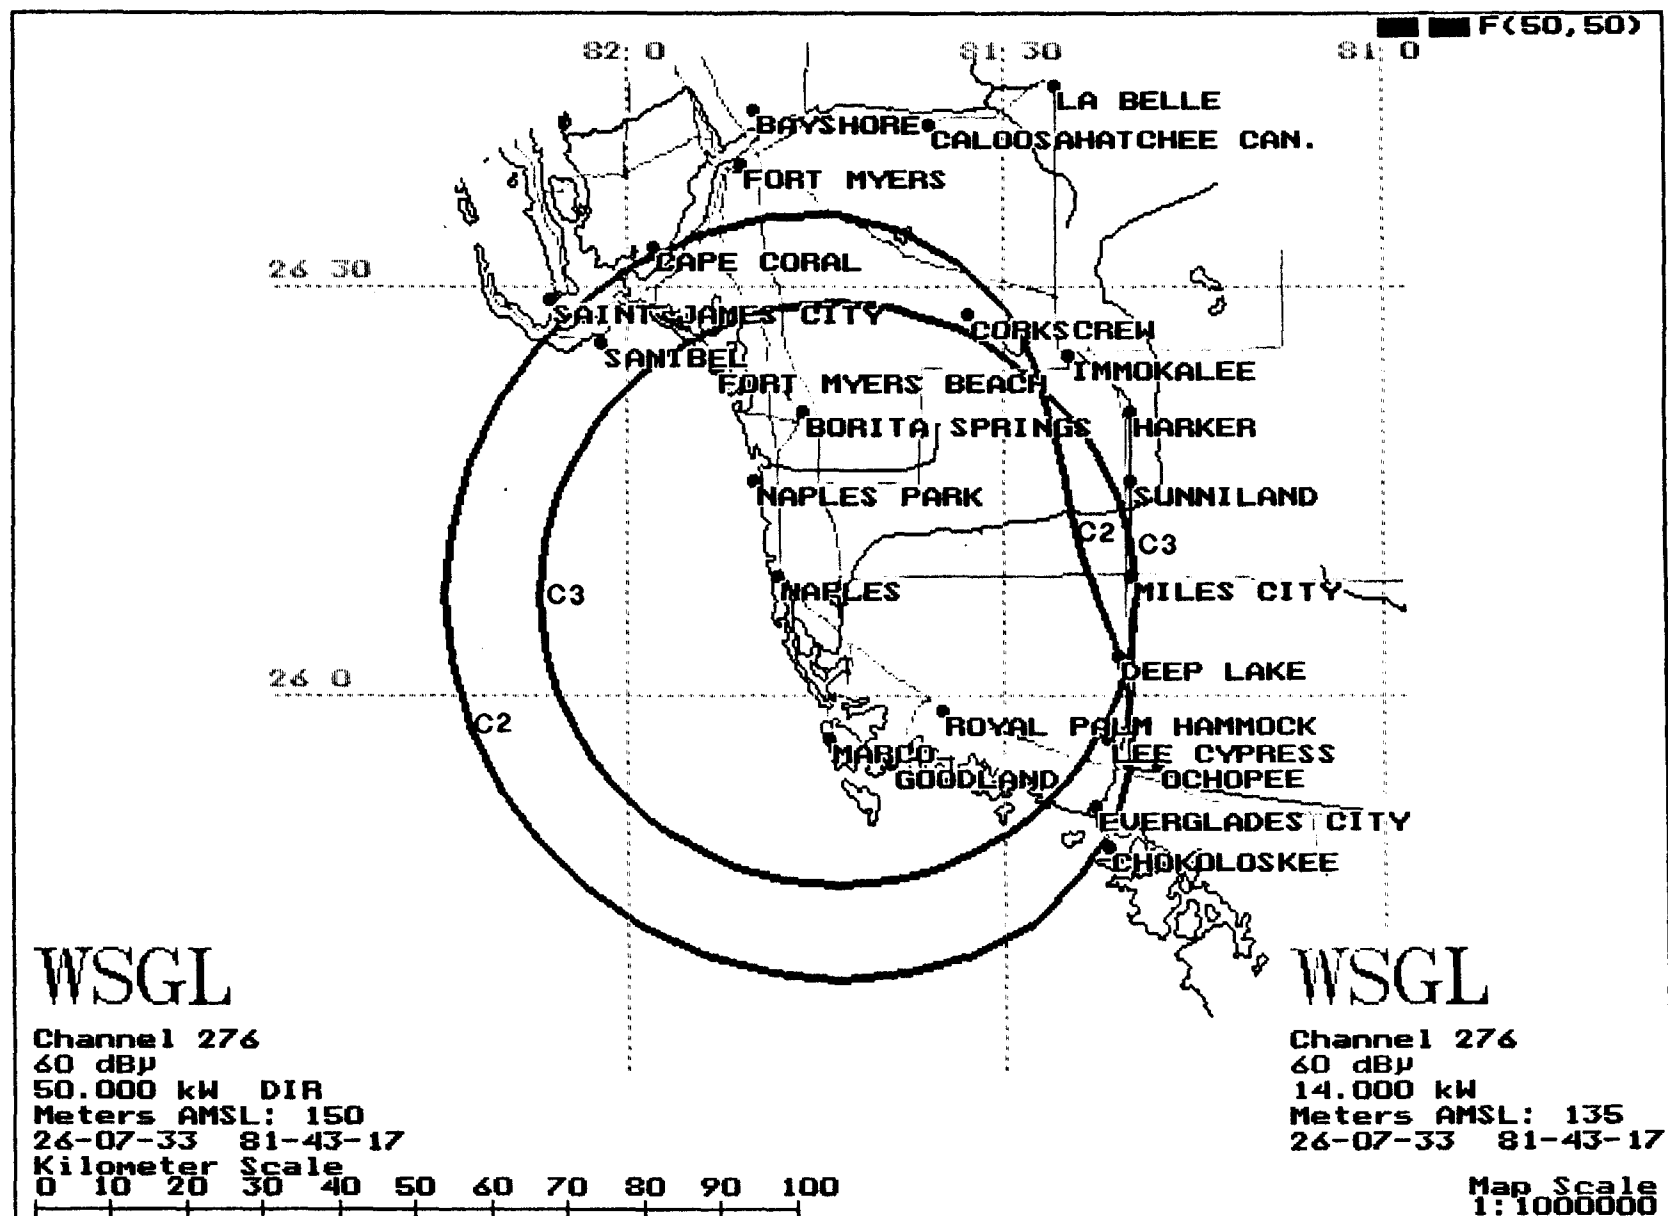 F(50,50)
82 0
81 30
81 0
LA BELLE
BAYSHORE
CALOOSAHATCHEE CAN.
FORT MYERS
CAPE CORAL
26 30
SAINT JAMES CITY
CORKSCREW
SANIBEL
IMMOKALEE
FORT MYERS BEACH
BORITA SPRINGS
HARKER
NAPLES PARK
SUNNILAND
C2
C3
C3
NAPLES
MILES CITY
26 0
DEEP LAKE
C2
ROYAL PALM HAMMOCK
MARCO
LEE CYPRESS
GOODLAND
OCHOPEE
EVERGLADES CITY
CHOKOLOSKEE
WSGL
Channel 276
60 dBµ
50.000 kW DIR
Meters AMSL: 150
26-07-33 81-43-17
Kilometer Scale
0 10 20 30 40 50 60 70 80 90 100
WSGL
Channel 276
60 dBµ
14.000 kW
Meters AMSL: 135
26-07-33 81-43-17
Map Scale
1:1000000